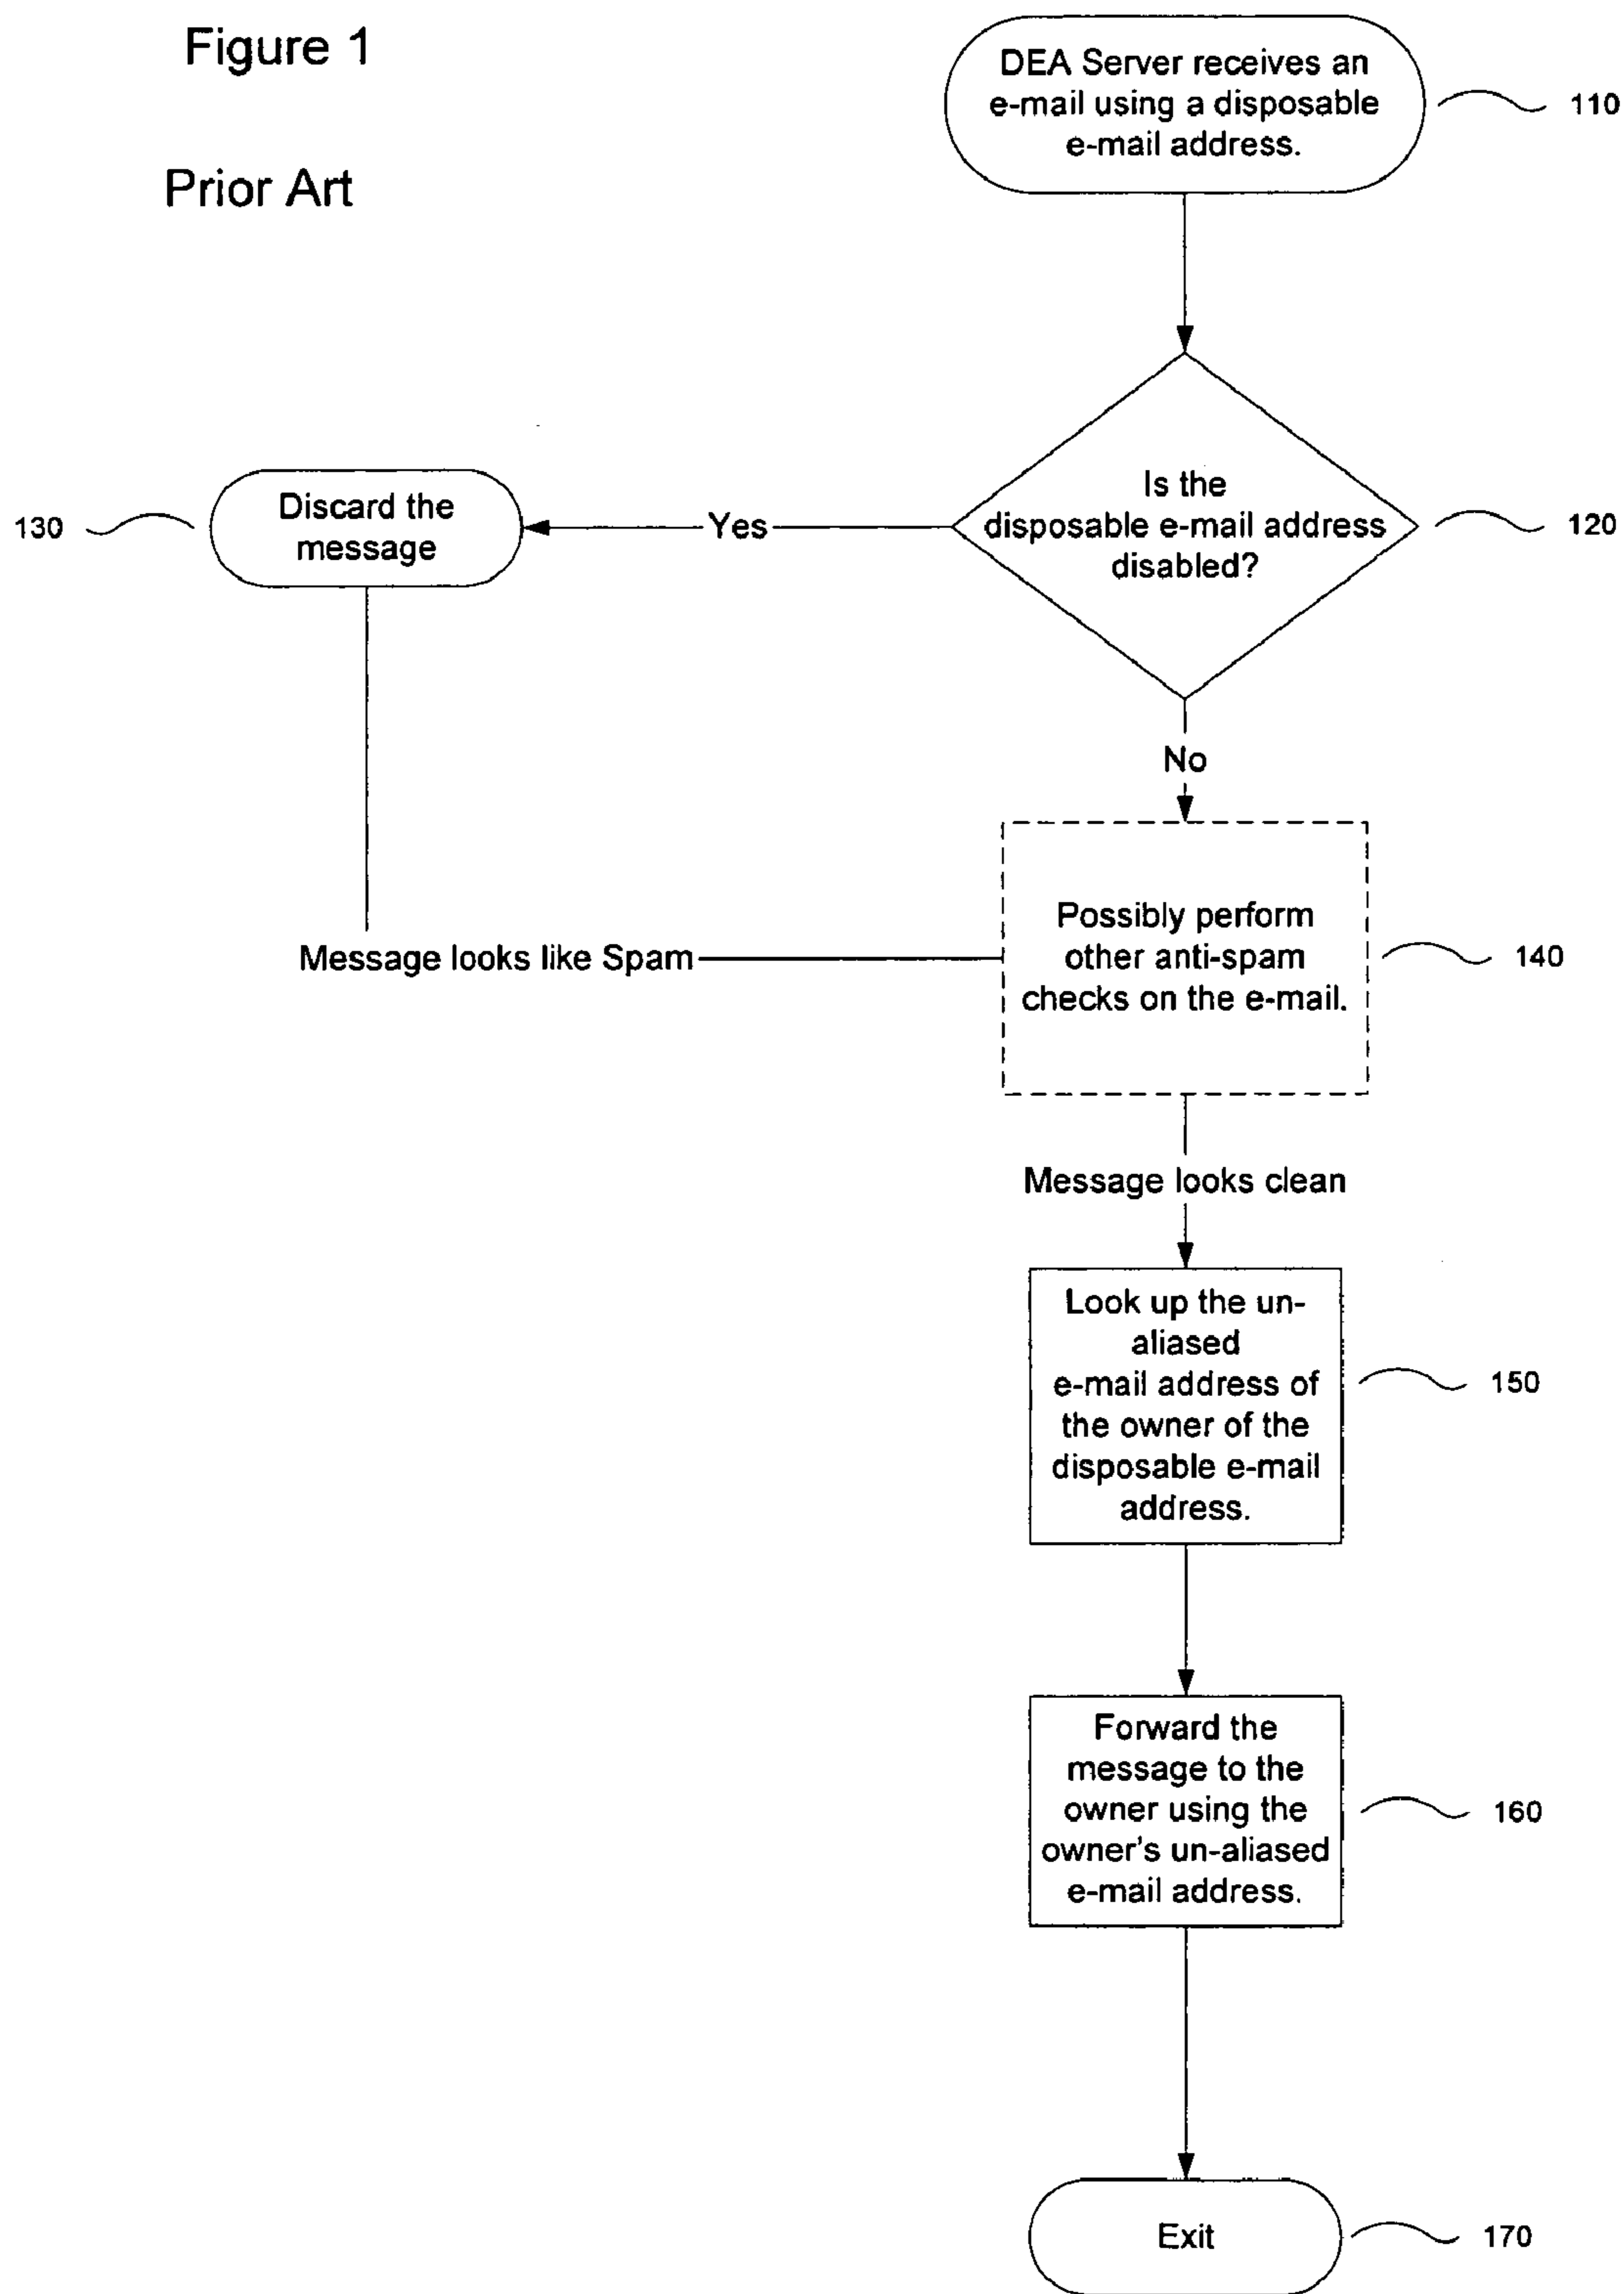 Figure 1
Prior Art
DEA Server receives an
e-mail using a disposable
e-mail address.
110
Is the
disposable e-mail address
disabled?
120
Yes
Discard the
message
130
No
Possibly perform
other anti-spam
checks on the e-mail.
140
Message looks like Spam
Message looks clean
Look up the un-
aliased
e-mail address of
the owner of the
disposable e-mail
address.
150
Forward the
message to the
owner using the
owner's un-aliased
e-mail address.
160
Exit
170